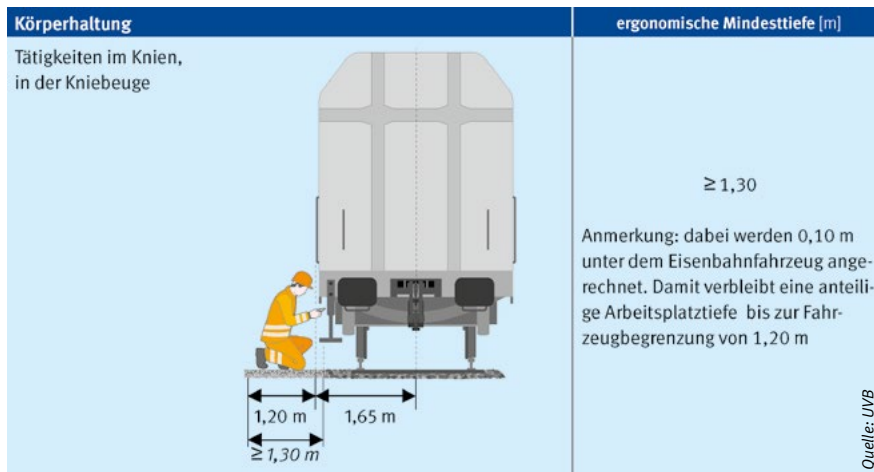 Körperhaltung
ergonomische Mindesttiefe [m]
Tätigkeiten im Knien,
in der Kniebeuge
≥ 1,30
Anmerkung: dabei werden 0,10 m
unter dem Eisenbahnfahrzeug ange-
rechnet. Damit verbleibt eine anteili-
ge Arbeitsplatztiefe bis zur Fahr-
zeugbegrenzung von 1,20 m
1,20 m
1,65 m
≥ 1,30 m
Quelle: UVB